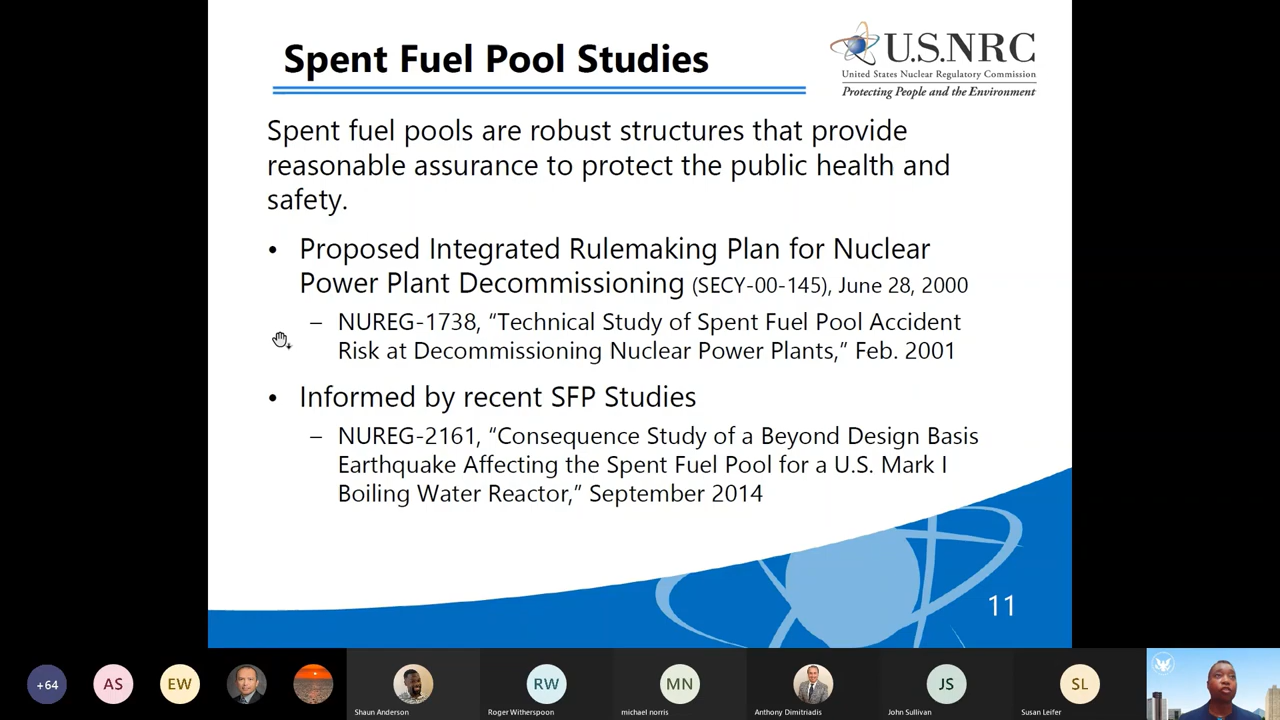 Spent Fuel Pool Studies
U.S.NRC
United States Nuclear Regulatory Commission
Protecting People and the Environment
Spent fuel pools are robust structures that provide
reasonable assurance to protect the public health and
safety.
• Proposed Integrated Rulemaking Plan for Nuclear
Power Plant Decommissioning (SECY-00-145), June 28, 2000
– NUREG-1738, “Technical Study of Spent Fuel Pool Accident
Risk at Decommissioning Nuclear Power Plants,” Feb. 2001
• Informed by recent SFP Studies
– NUREG-2161, “Consequence Study of a Beyond Design Basis
Earthquake Affecting the Spent Fuel Pool for a U.S. Mark I
Boiling Water Reactor,” September 2014
11
+64
AS
EW
Shaun Anderson
RW
Roger Witherspoon
MN
michael norris
Anthony Dimitriadis
JS
John Sullivan
SL
Susan Leifer